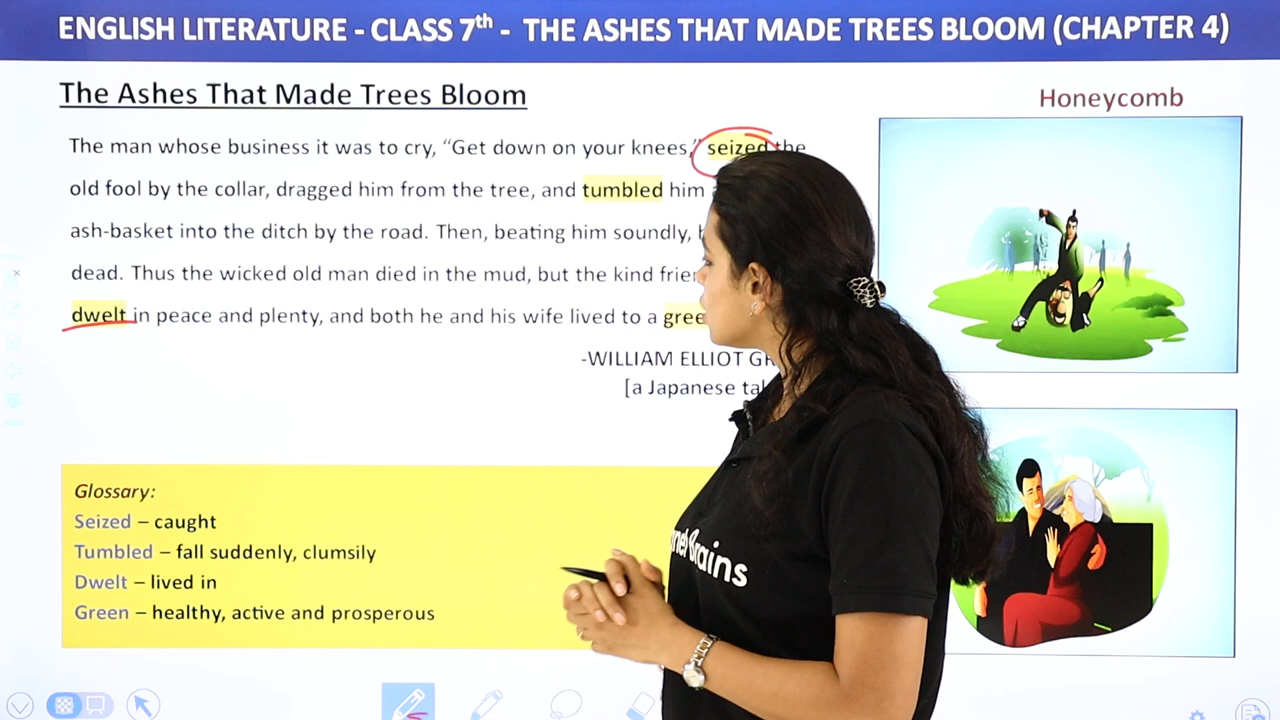 ENGLISH LITERATURE - CLASS 7th - THE ASHES THAT MADE TREES BLOOM (CHAPTER 4)
The Ashes That Made Trees Bloom
Honeycomb
The man whose business it was to cry, “Get down on your knees,” seized the
old fool by the collar, dragged him from the tree, and tumbled him
ash-basket into the ditch by the road. Then, beating him soundly,
dead. Thus the wicked old man died in the mud, but the kind
dwelt in peace and plenty, and both he and his wife lived to a
-WILLIAM ELLIOT
[a Japanese
Glossary:
Seized – caught
Tumbled – fall suddenly, clumsily
Dwelt – lived in
Green – healthy, active and prosperous
Brains